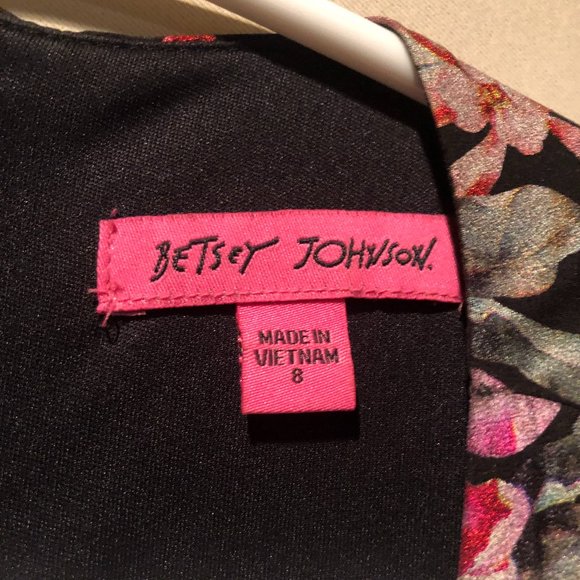 BETSEY JOHNSON.
MADE IN
VIETNAM
8